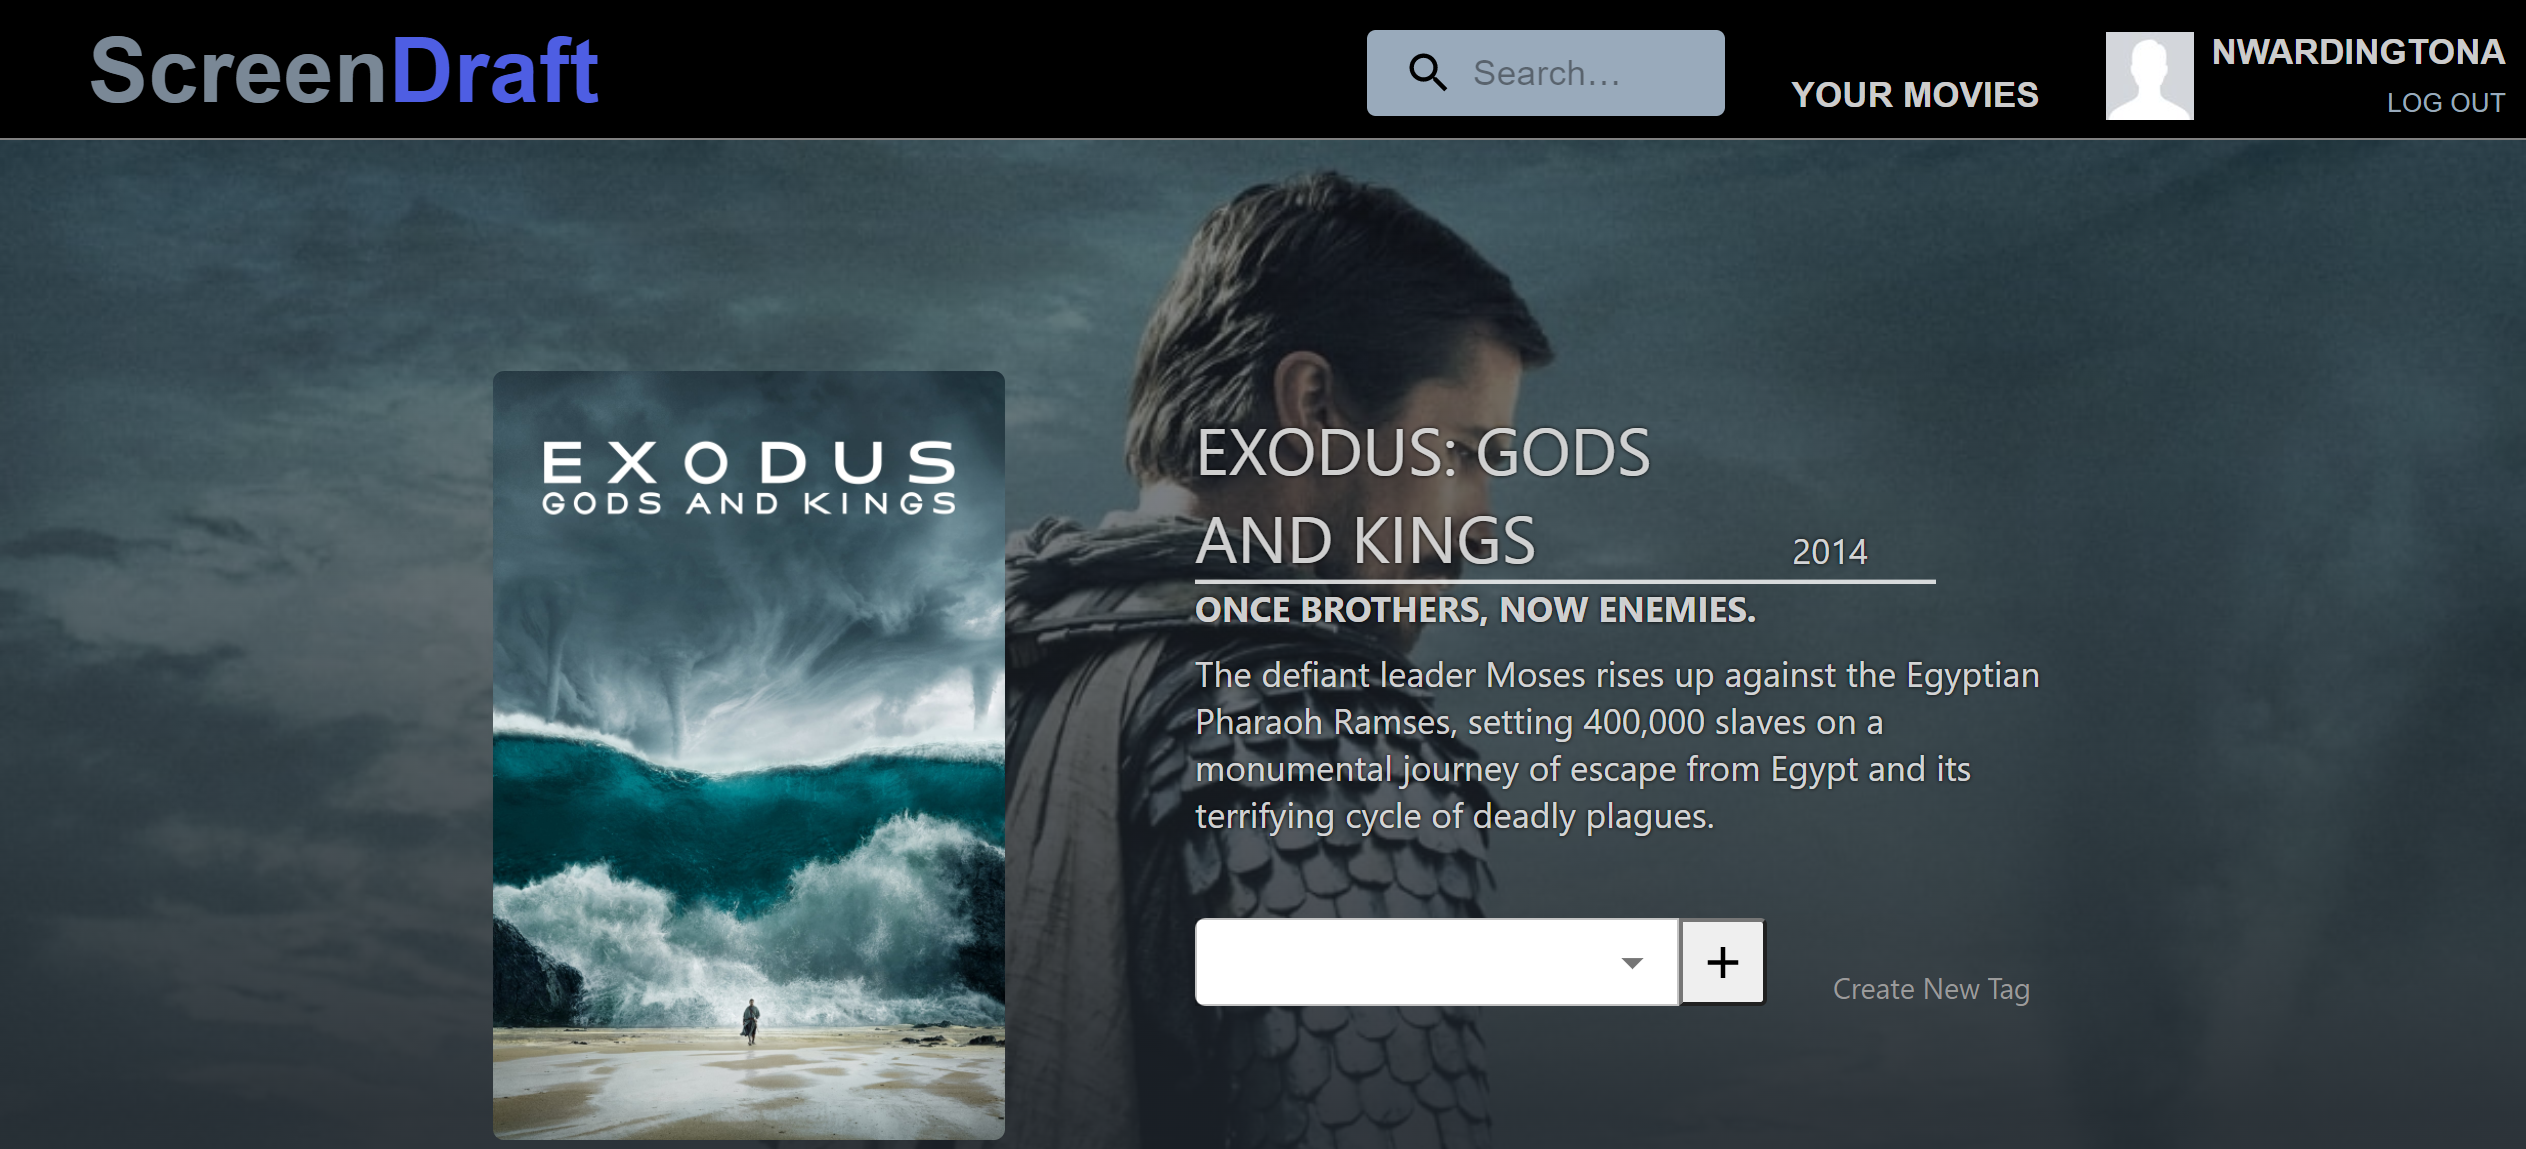 ScreenDraft
Search...
YOUR MOVIES
NWARDINGTONA
LOG OUT
EXODUS
GODS AND KINGS
EXODUS: GODS
AND KINGS
2014
ONCE BROTHERS, NOW ENEMIES.
The defiant leader Moses rises up against the Egyptian
Pharaoh Ramses, setting 400,000 slaves on a
monumental journey of escape from Egypt and its
terrifying cycle of deadly plagues.
+
Create New Tag